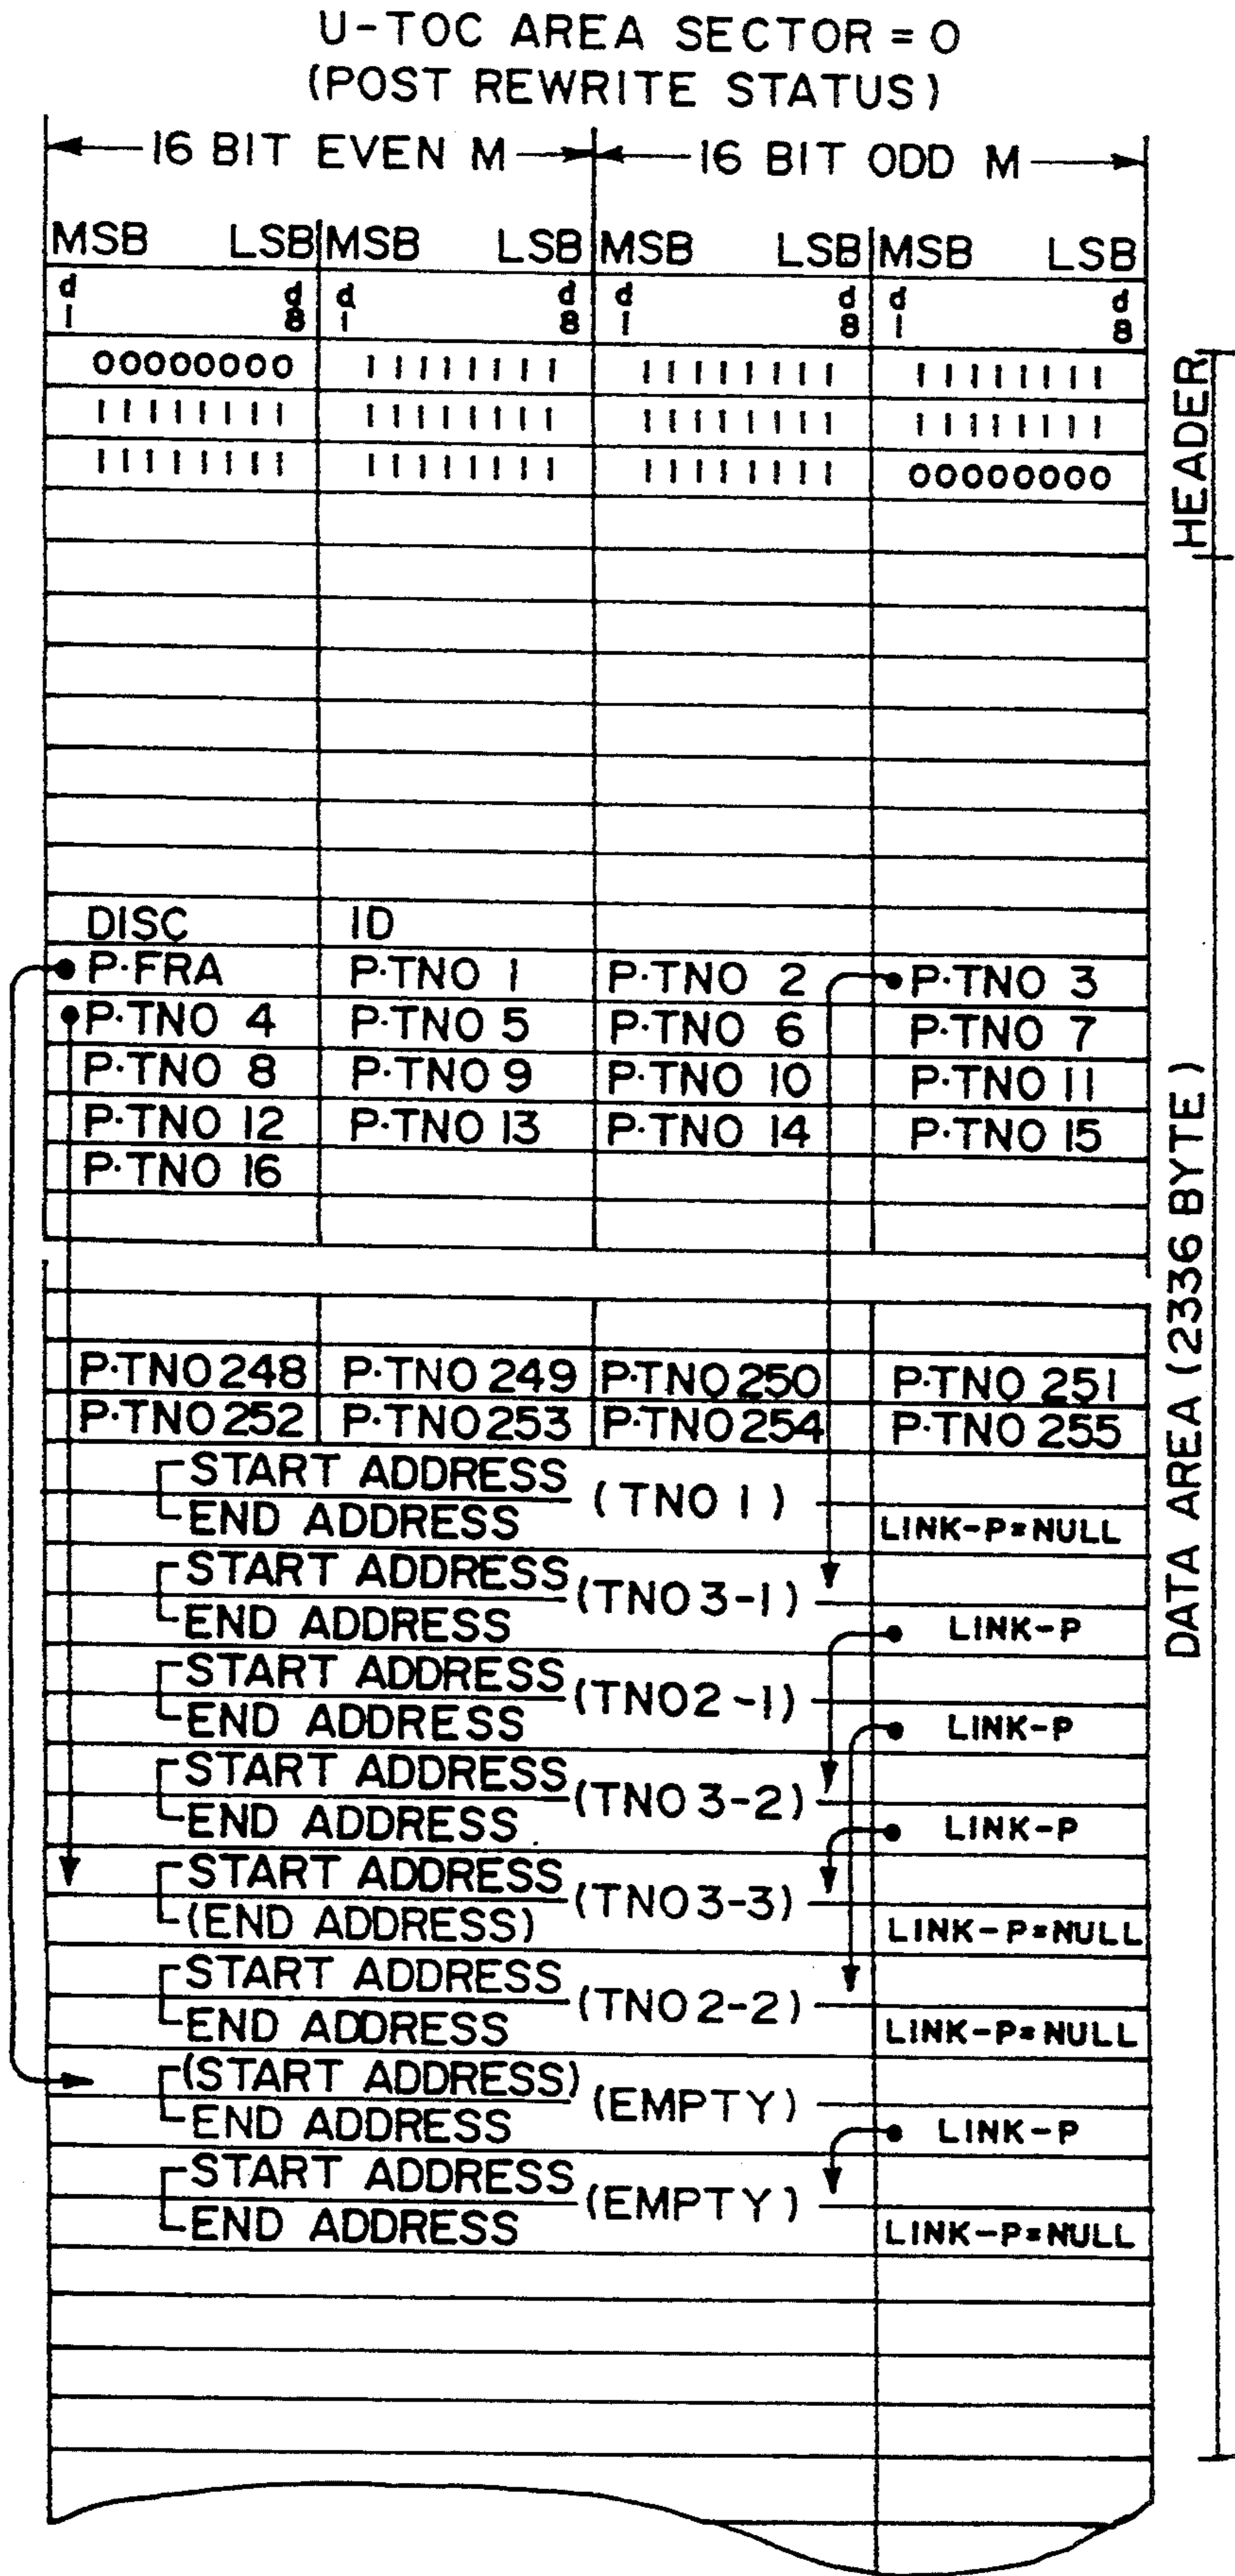 U-TOC AREA SECTOR = 0
(POST REWRITE STATUS)
16 BIT EVEN M 16 BIT ODD M
MSB LSB MSB LSB MSB LSB MSB LSB
d1 d8 d1 d8 d1 d8 d1 d8
00000000 11111111 11111111 11111111
11111111 11111111 11111111 11111111
11111111 11111111 11111111 00000000
HEADER
DISC ID
P·FRA P·TNO 1 P·TNO 2 P·TNO 3
P·TNO 4 P·TNO 5 P·TNO 6 P·TNO 7
P·TNO 8 P·TNO 9 P·TNO 10 P·TNO 11
P·TNO 12 P·TNO 13 P·TNO 14 P·TNO 15
P·TNO 16
P·TNO 248 P·TNO 249 P·TNO 250 P·TNO 251
P·TNO 252 P·TNO 253 P·TNO 254 P·TNO 255
DATA AREA (2336 BYTE)
START ADDRESS
(TNO 1)
END ADDRESS LINK-P=NULL
START ADDRESS
(TNO 3-1)
END ADDRESS LINK-P
START ADDRESS
(TNO 2-1)
END ADDRESS LINK-P
START ADDRESS
(TNO 3-2)
END ADDRESS LINK-P
START ADDRESS
(TNO 3-3)
(END ADDRESS) LINK-P=NULL
START ADDRESS
(TNO 2-2)
END ADDRESS LINK-P=NULL
(START ADDRESS)
(EMPTY)
END ADDRESS LINK-P
START ADDRESS
(EMPTY)
END ADDRESS LINK-P=NULL